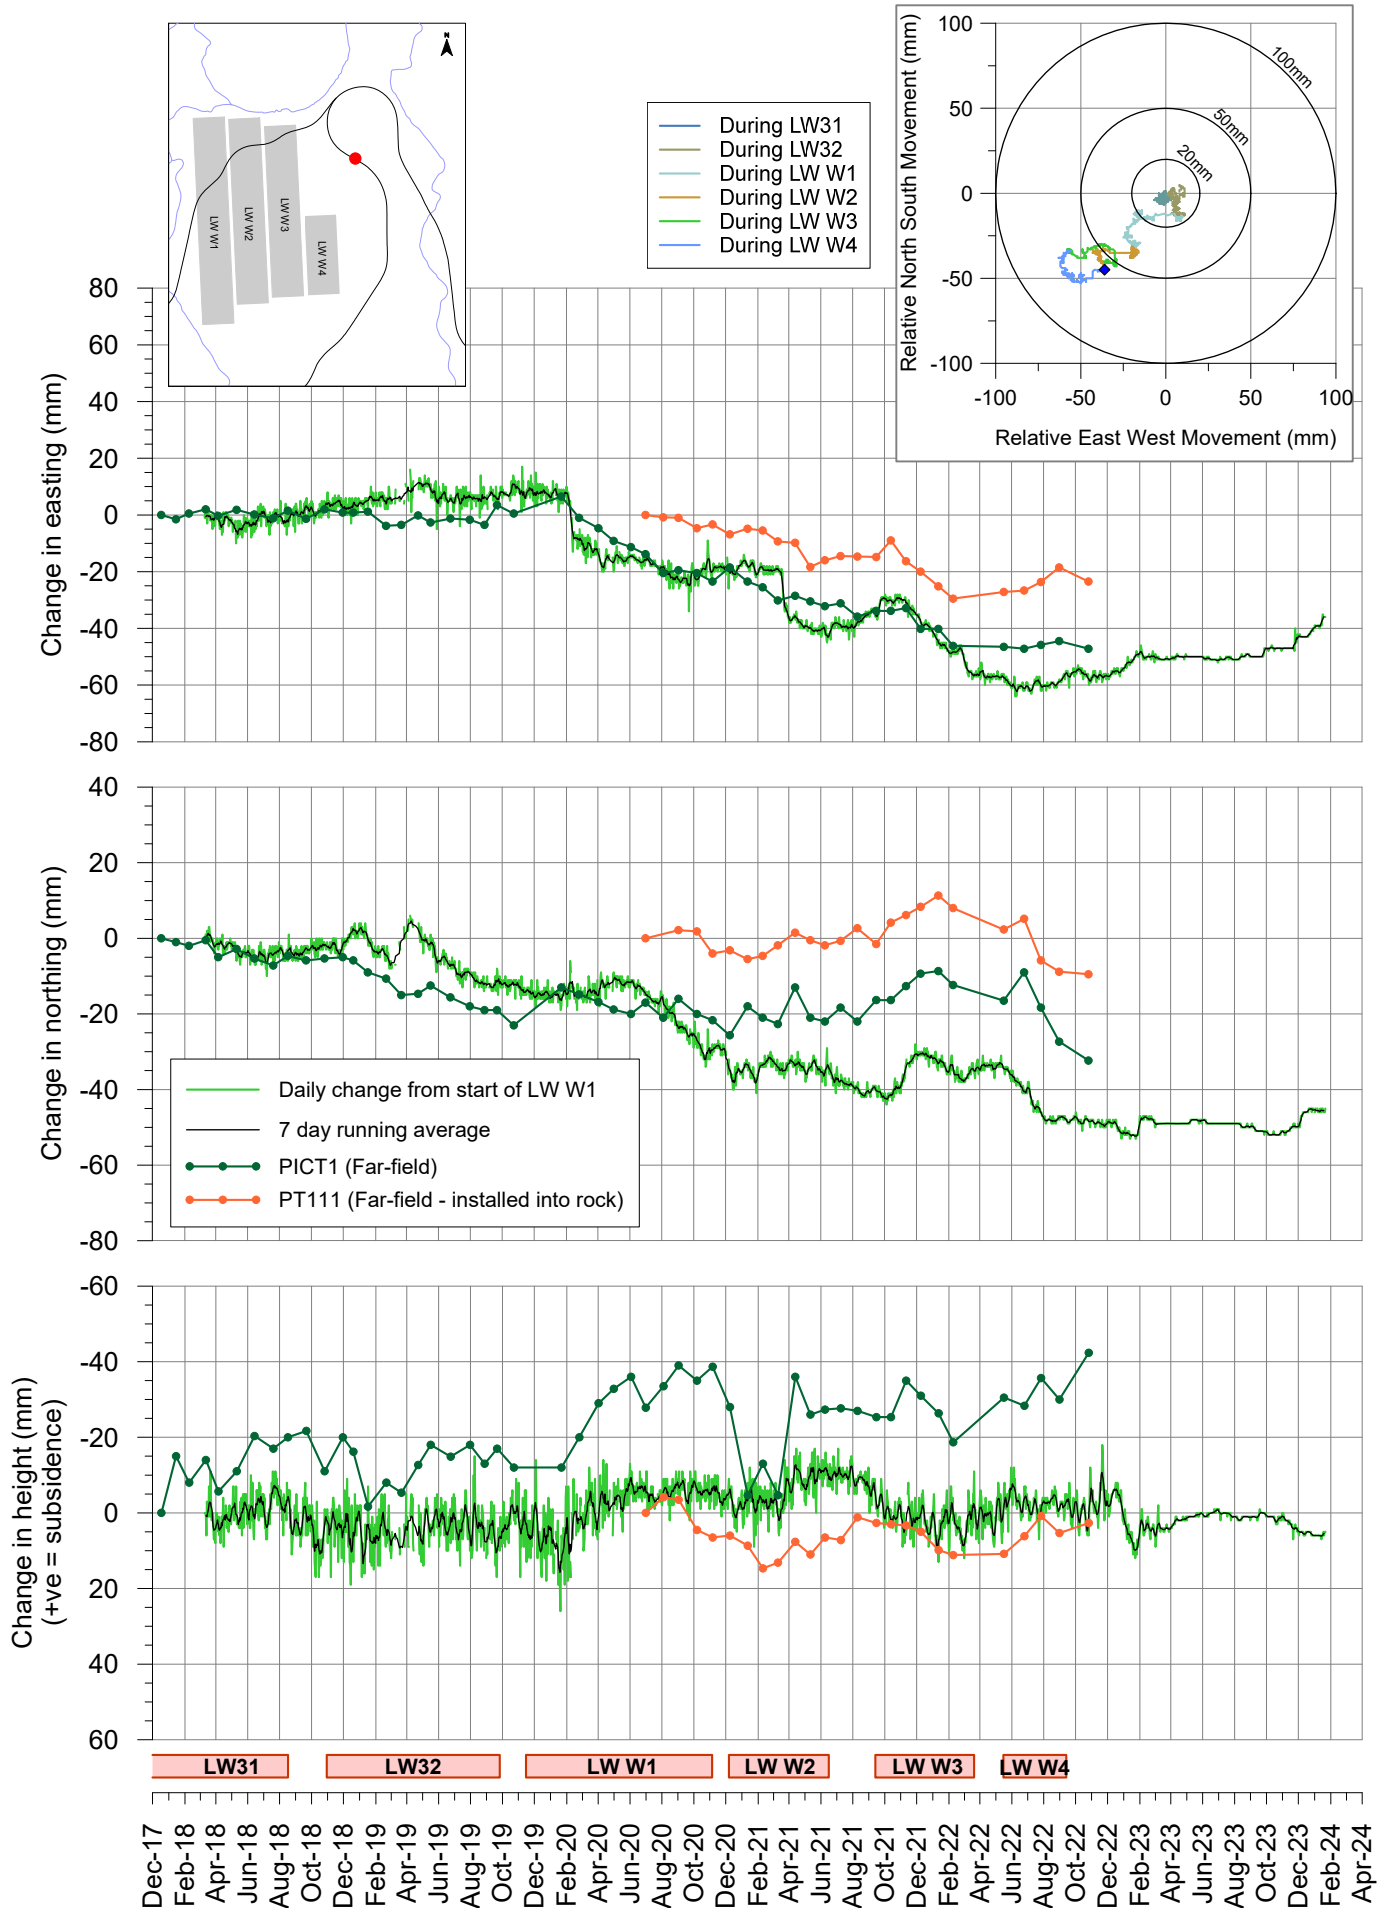 N
LW W1
LW W2
LW W3
LW W4
During LW31
During LW32
During LW W1
During LW W2
During LW W3
During LW W4
Relative North South Movement (mm)
100
50
0
-50
-100
100mm
50mm
20mm
-100
-50
0
50
100
Relative East West Movement (mm)
Change in easting (mm)
80
60
40
20
0
-20
-40
-60
-80
Change in northing (mm)
40
20
0
-20
-40
-60
-80
Daily change from start of LW W1
7 day running average
PICT1 (Far-field)
PT111 (Far-field - installed into rock)
Change in height (mm)
(+ve = subsidence)
-60
-40
-20
0
20
40
60
LW31
LW32
LW W1
LW W2
LW W3
LW W4
Dec-17
Feb-18
Apr-18
Jun-18
Aug-18
Oct-18
Dec-18
Feb-19
Apr-19
Jun-19
Aug-19
Oct-19
Dec-19
Feb-20
Apr-20
Jun-20
Aug-20
Oct-20
Dec-20
Feb-21
Apr-21
Jun-21
Aug-21
Oct-21
Dec-21
Feb-22
Apr-22
Jun-22
Aug-22
Oct-22
Dec-22
Feb-23
Apr-23
Jun-23
Aug-23
Oct-23
Dec-23
Feb-24
Apr-24